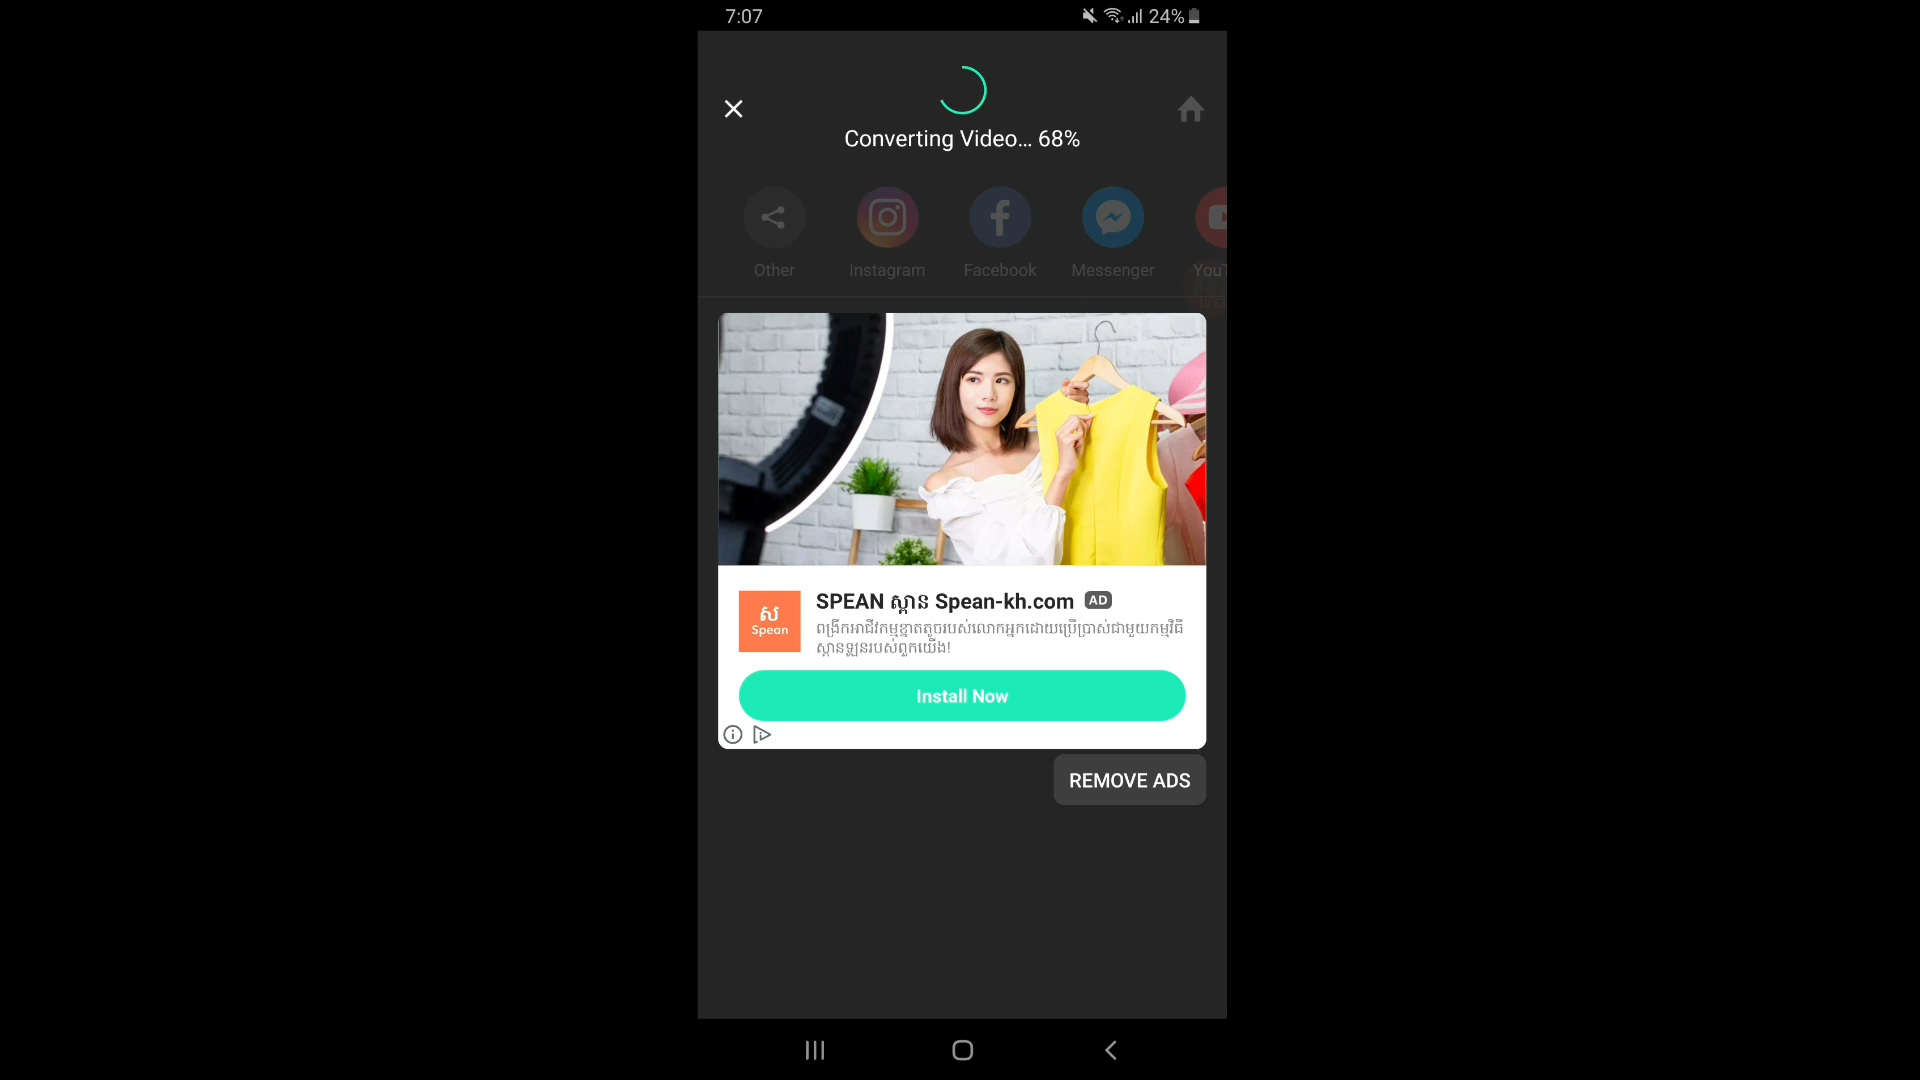 7:07
24%
Converting Video... 68%
Other
Instagram
Facebook
Messenger
SPEAN ស្ពាន Spean-kh.com AD
ពង្រីកអាជីវកម្មខ្នាតតូចរបស់លោកអ្នកដោយប្រើប្រាស់ជាមួយកម្មវិធី
ស្ពានឡូនរបស់ពួកយើង!
ស
Spean
Install Now
REMOVE ADS